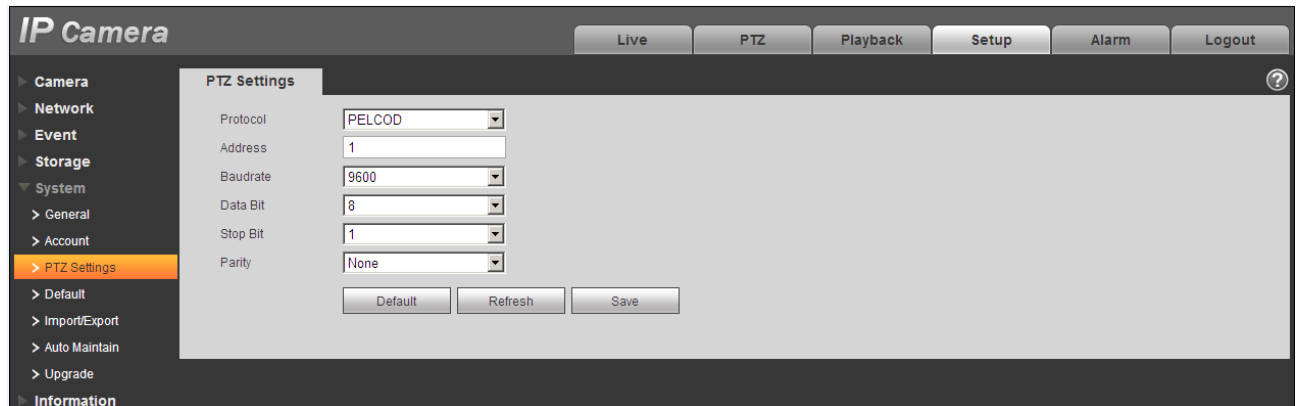 IP Camera
Live PTZ Playback Setup Alarm Logout
Camera
Network
Event
Storage
System
> General
> Account
> PTZ Settings
> Default
> Import/Export
> Auto Maintain
> Upgrade
Information
PTZ Settings
?
Protocol PELCOD
Address 1
Baudrate 9600
Data Bit 8
Stop Bit 1
Parity None
Default Refresh Save